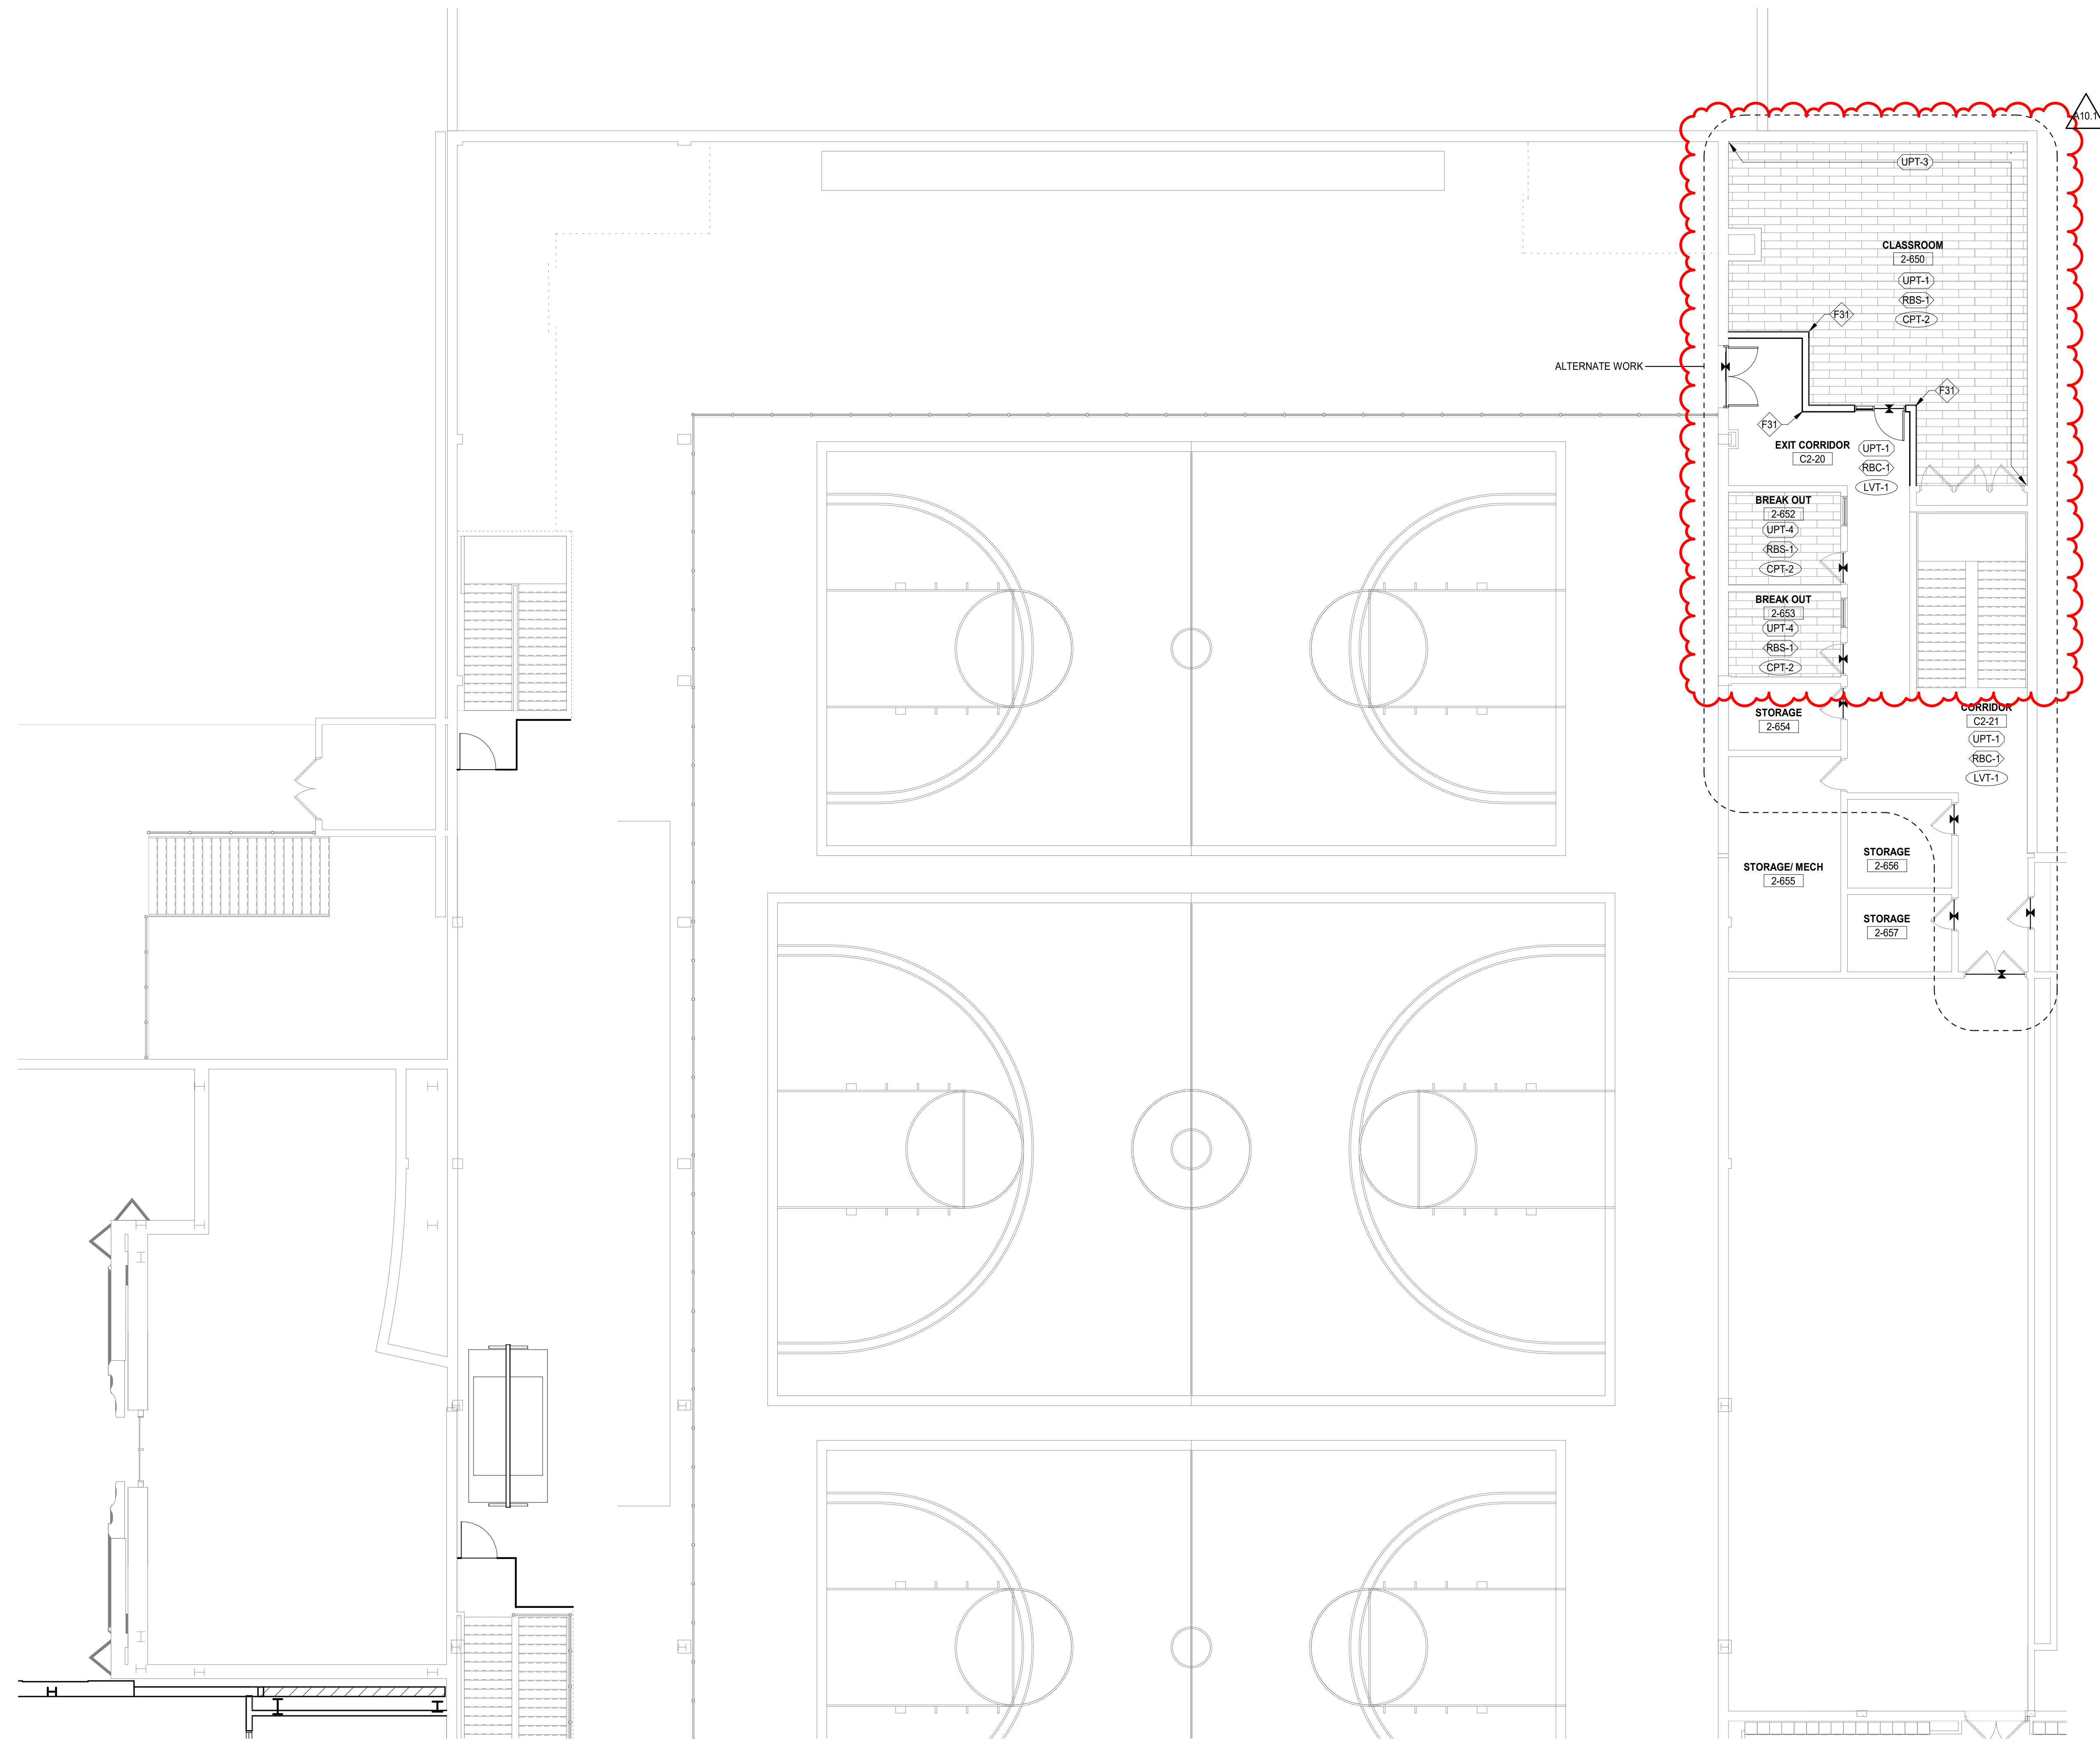 A10.1
UPT-3
CLASSROOM
2-650
UPT-1
RBS-1
CPT-2
F31
ALTERNATE WORK
F31
F31
EXIT CORRIDOR
C2-20
UPT-1
RBC-1
LVT-1
BREAK OUT
2-652
UPT-4
RBS-1
CPT-2
BREAK OUT
2-653
UPT-4
RBS-1
CPT-2
STORAGE
2-654
CORRIDOR
C2-21
UPT-1
RBC-1
LVT-1
STORAGE/ MECH
2-655
STORAGE
2-656
STORAGE
2-657